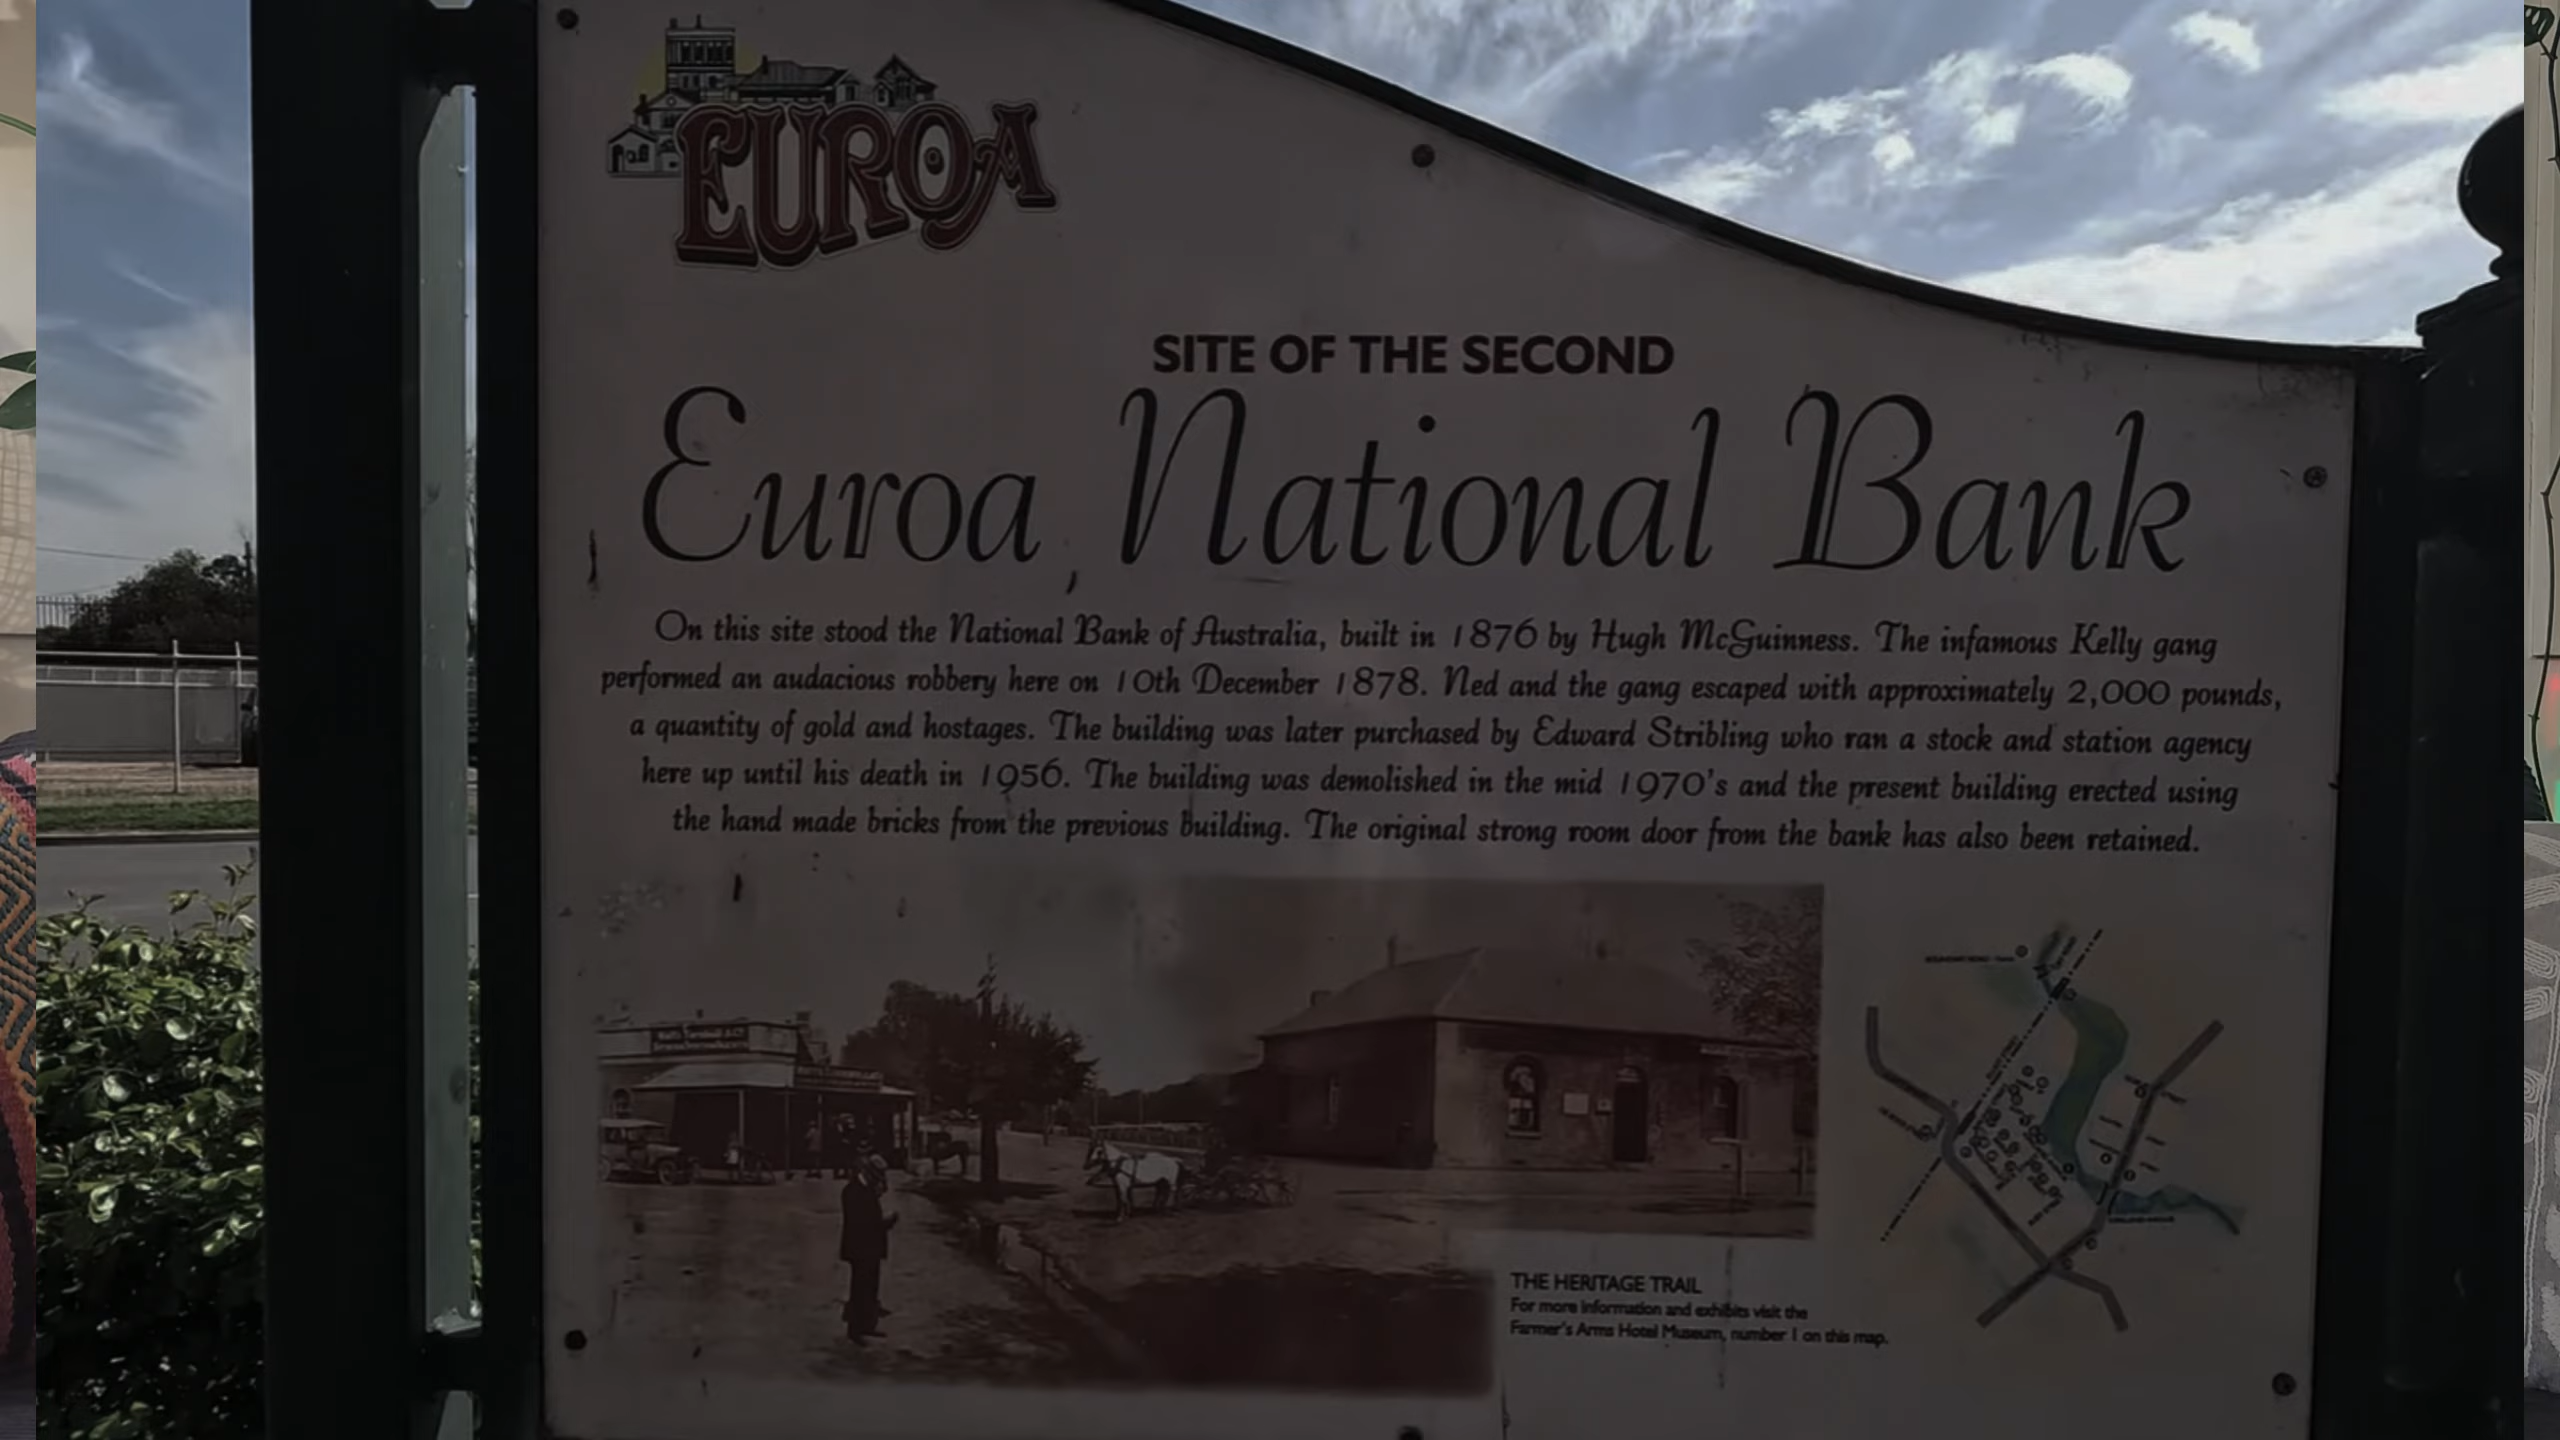 EUROA
SITE OF THE SECOND
Euroa National Bank
On this site stood the National Bank of Australia, built in 1876 by Hugh McGuinness. The infamous Kelly gang
performed an audacious robbery here on 10th December 1878. Ned and the gang escaped with approximately 2,000 pounds,
a quantity of gold and hostages. The building was later purchased by Edward Stribling who ran a stock and station agency
here up until his death in 1956. The building was demolished in the mid 1970's and the present building erected using
the hand made bricks from the previous building. The original strong room door from the bank has also been retained.
THE HERITAGE TRAIL
For more information and exhibits visit the
Farmer's Arms Hotel Museum, number 1 on this map.